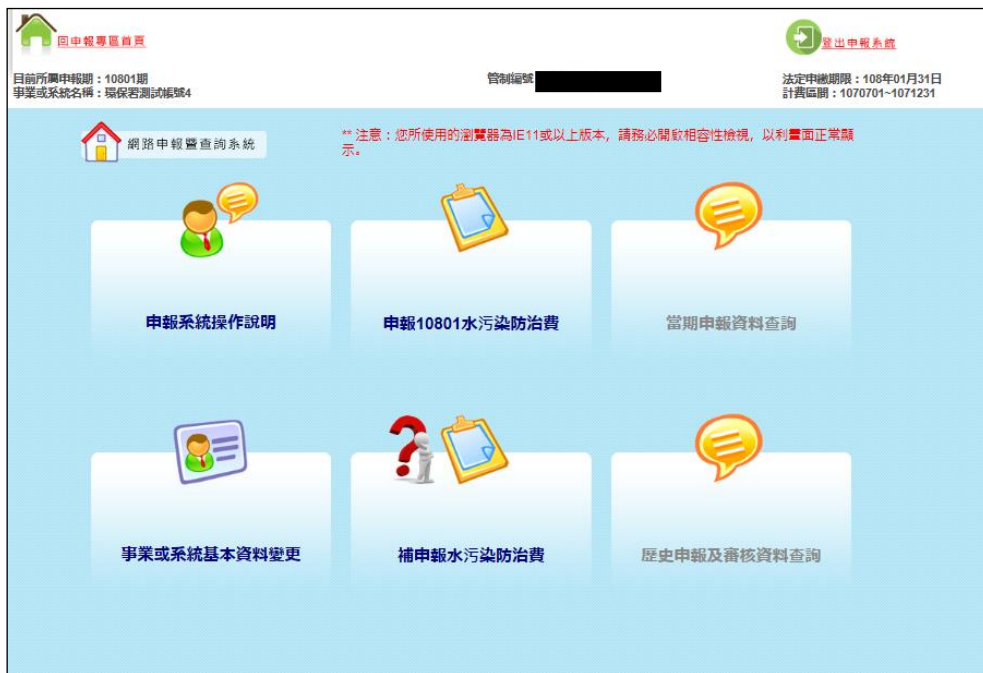 回申報專區首頁
登出申報系統
目前所屬申報期：10801期
管制編號
法定申繳期限：108年01月31日
事業或系統名稱：環保署測試帳號4
計費區間：1070701~1071231
網路申報暨查詢系統
** 注意：您所使用的瀏覽器為IE11或以上版本，請務必開啟相容性檢視，以利畫面正常顯
示。
申報系統操作說明
申報10801水污染防治費
當期申報資料查詢
事業或系統基本資料變更
補申報水污染防治費
歷史申報及審核資料查詢